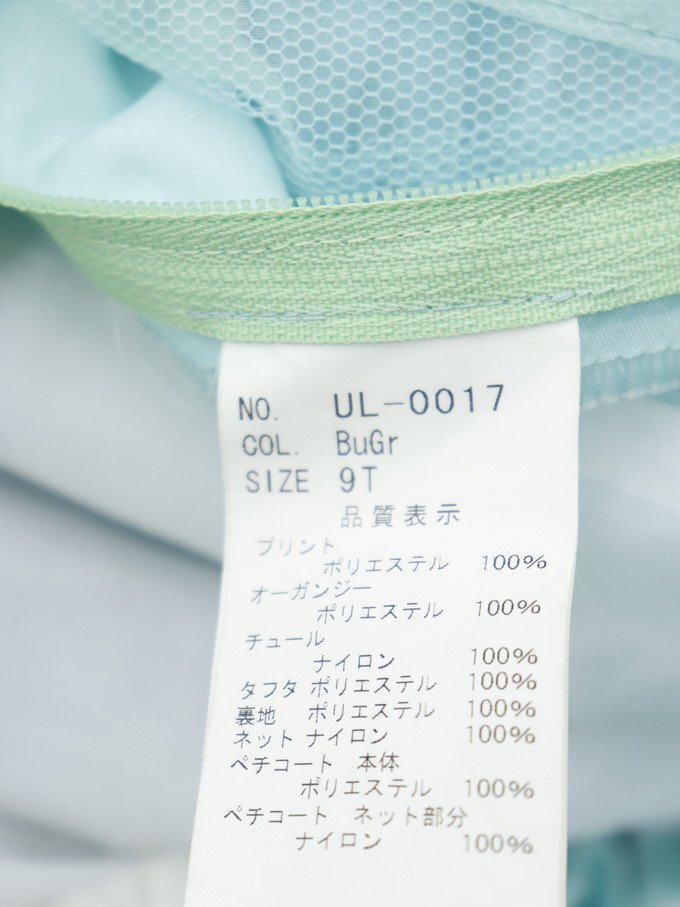 NO. UL-0017
COL. BuGr
SIZE 9T
品質表示
プリント
ポリエステル 100%
オーガンジー
ポリエステル 100%
チュール
ナイロン 100%
タフタ ポリエステル 100%
裏地 ポリエステル 100%
ネット ナイロン 100%
ペチコート 本体
ポリエステル 100%
ペチコート ネット部分
ナイロン 100%